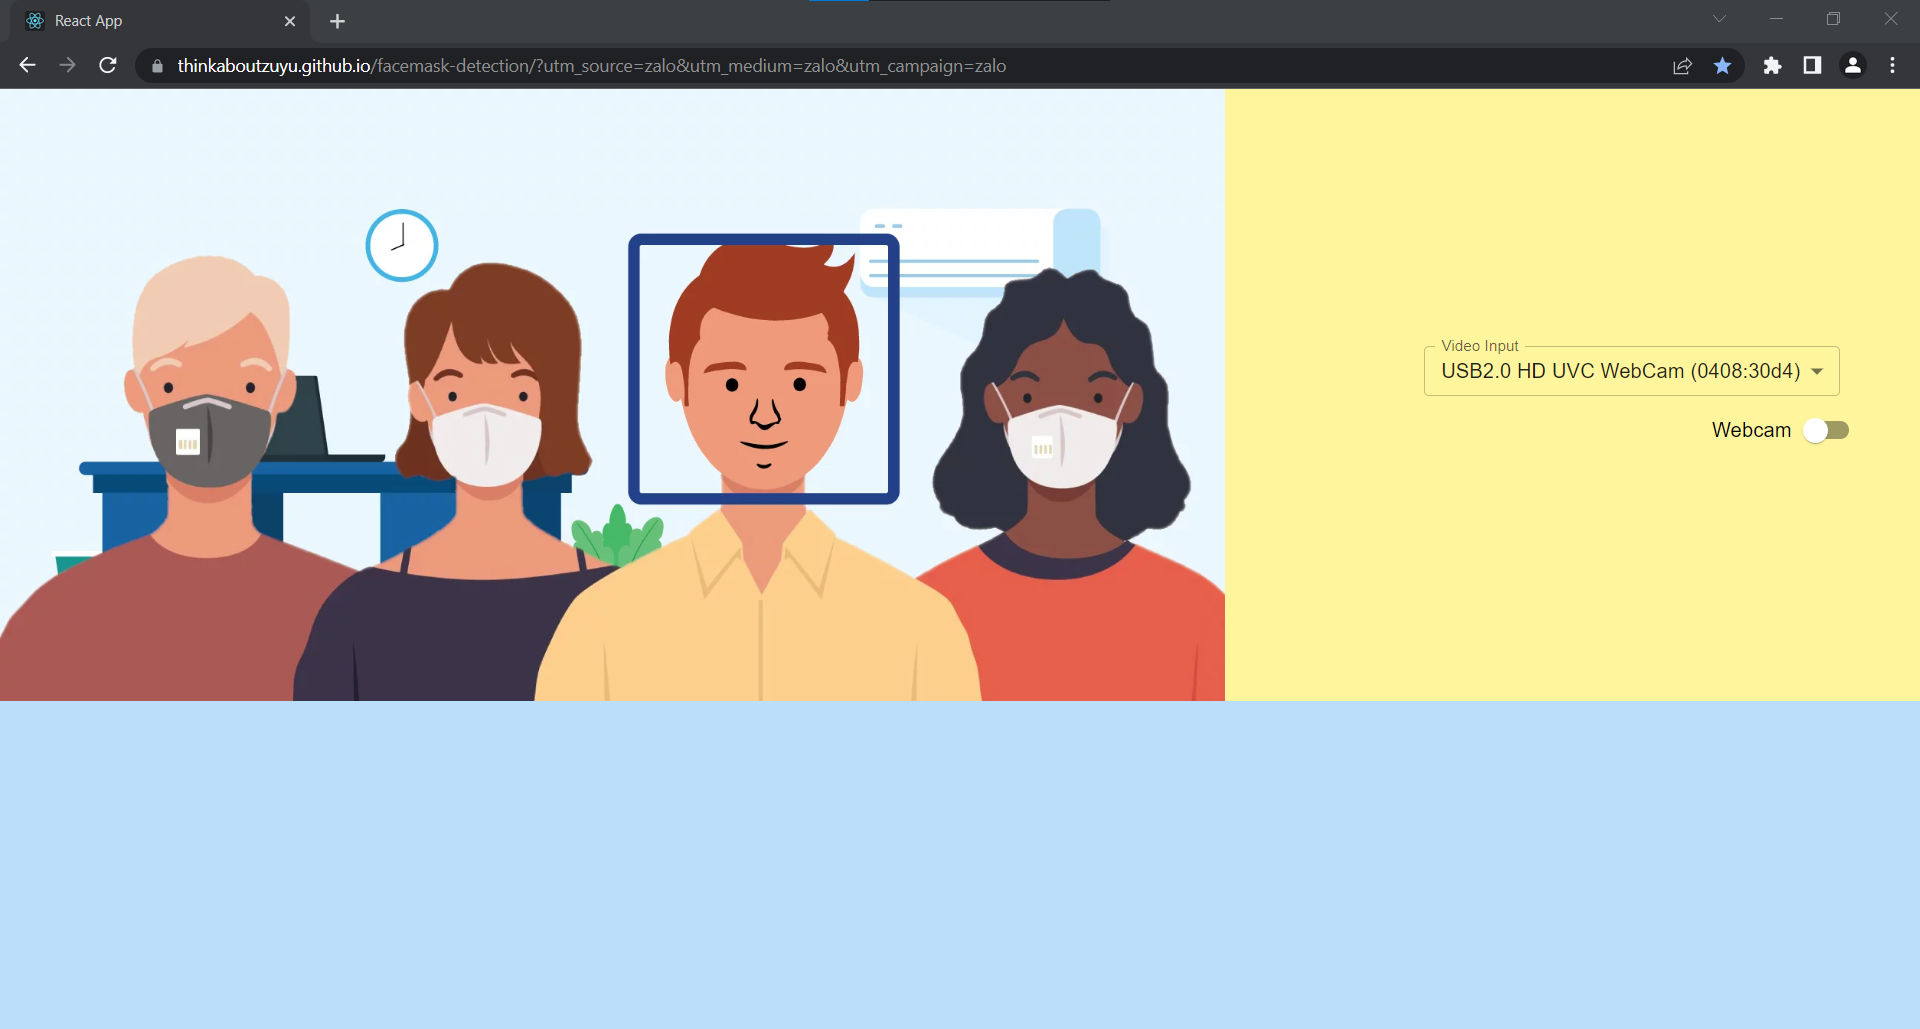 React App
thinkaboutzuyu.github.io/facemask-detection/?utm_source=zalo&utm_medium=zalo&utm_campaign=zalo
Video Input
USB2.0 HD UVC WebCam (0408:30d4)
Webcam